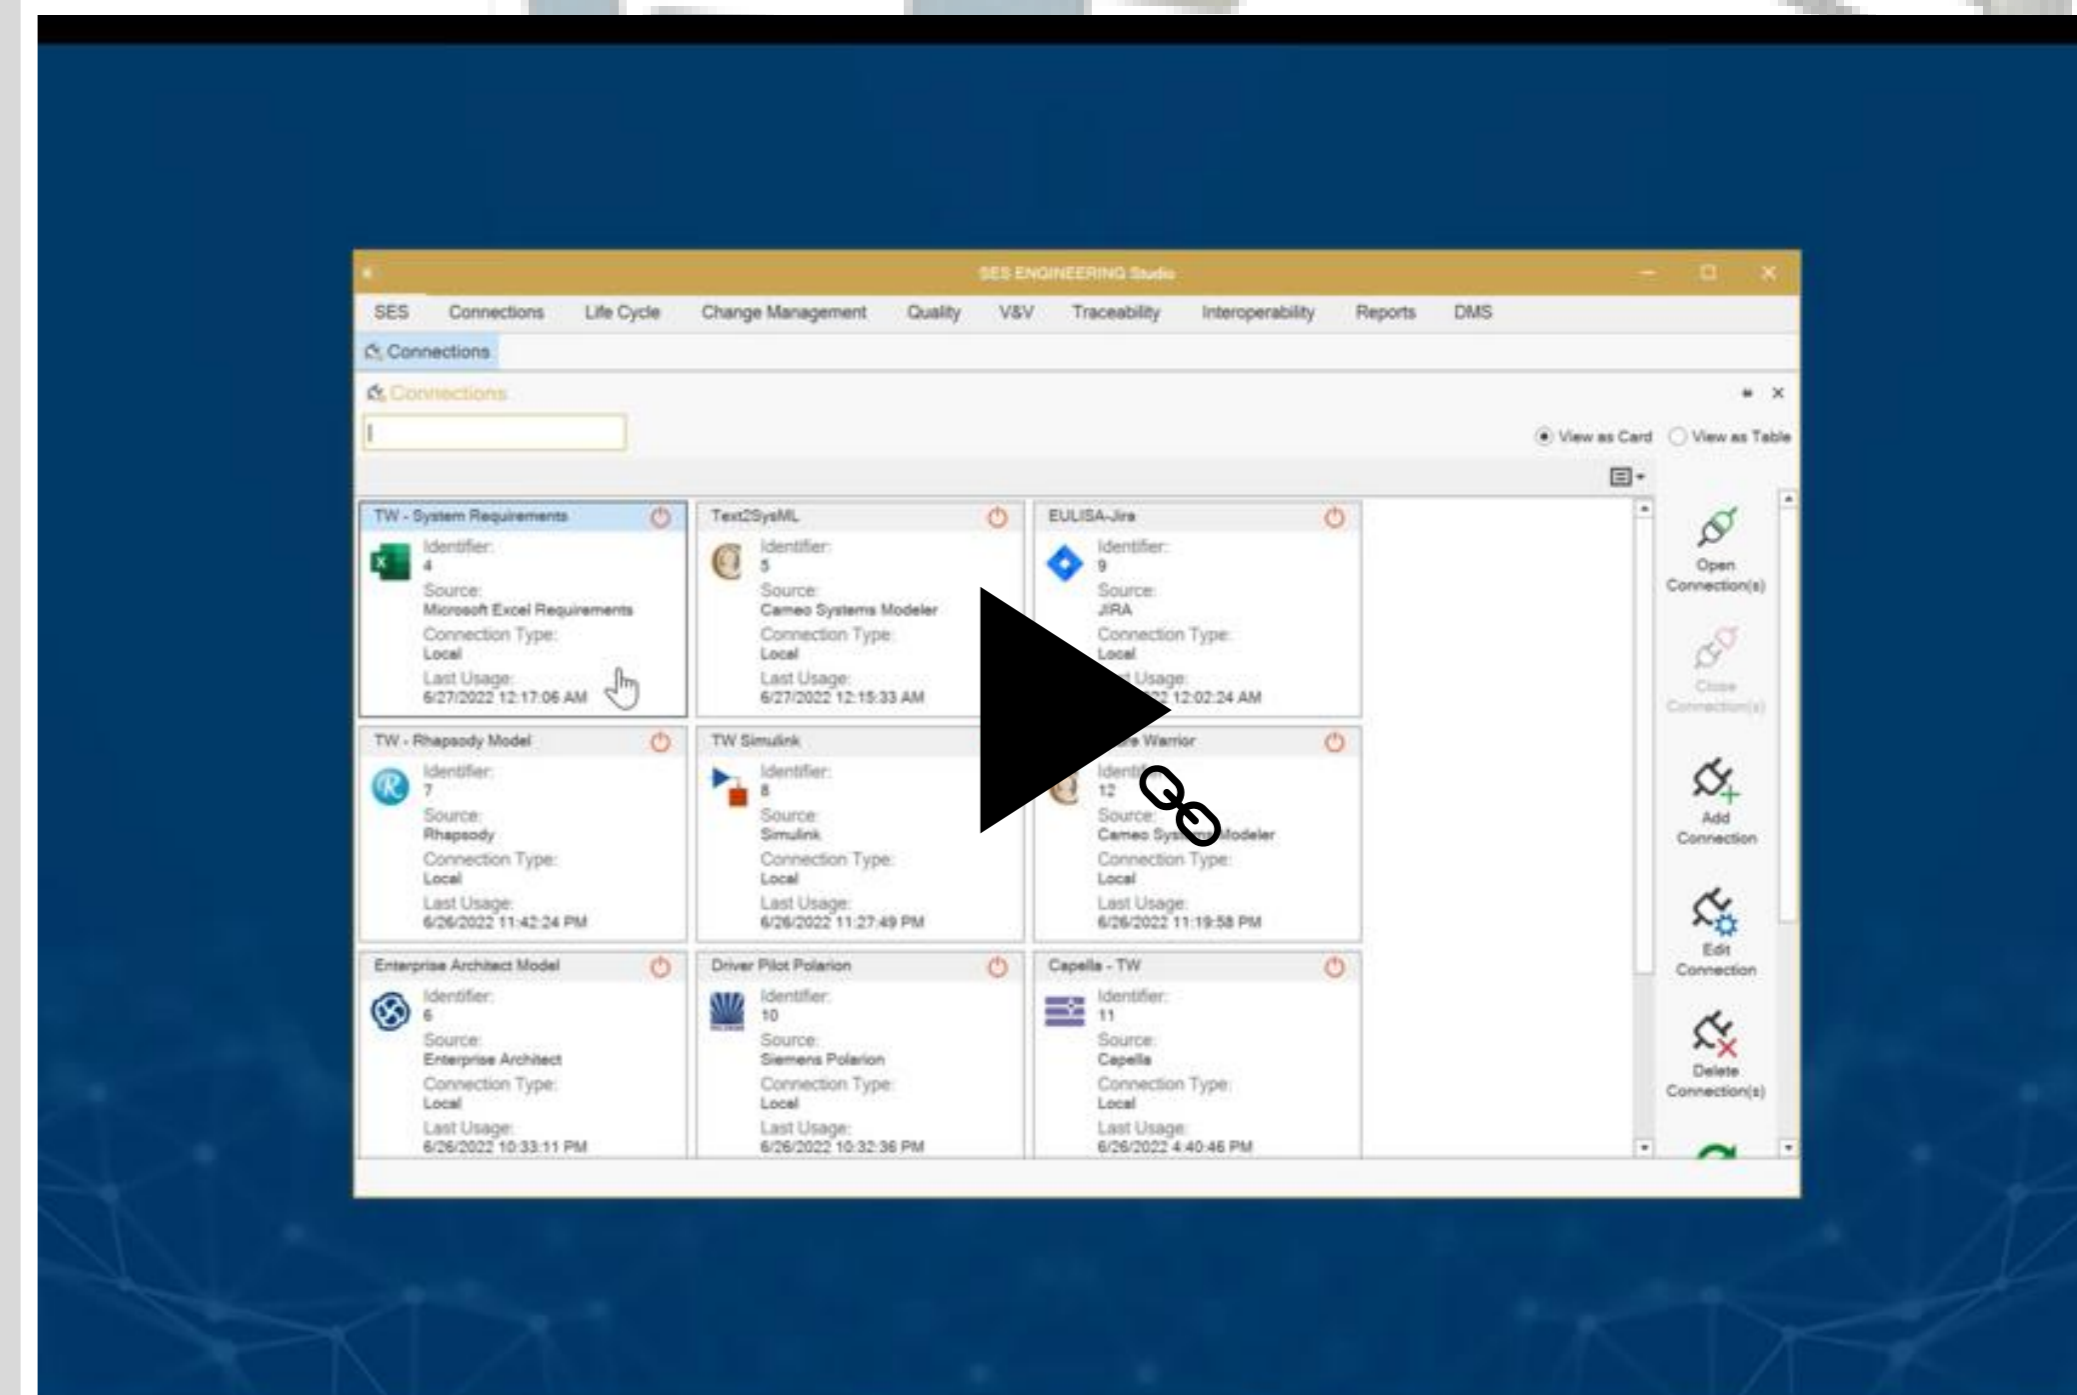 SES ENGINEERING Studio
SES Connections Life Cycle Change Management Quality V&V Traceability Interoperability Reports DMS
Connections
Connections
View as Card View as Table
TW - System Requirements
Identifier:
4
Source:
Microsoft Excel Requirements
Connection Type:
Local
Last Usage:
6/27/2022 12:17:06 AM
Text2SysML
Identifier:
5
Source:
Cameo Systems Modeler
Connection Type:
Local
Last Usage:
6/27/2022 12:15:33 AM
EULISA-Jira
Identifier:
9
Source:
JIRA
Connection Type:
Local
Usage:
12:02:24 AM
TW - Rhapsody Model
Identifier:
7
Source:
Rhapsody
Connection Type:
Local
Last Usage:
6/26/2022 11:42:24 PM
TW Simulink
Identifier:
8
Source:
Simulink
Connection Type:
Local
Last Usage:
6/26/2022 11:27:49 PM
Warrior
12
Source:
Cameo Systems Modeler
Connection Type:
Local
Last Usage:
6/26/2022 11:19:58 PM
Enterprise Architect Model
Identifier:
6
Source:
Enterprise Architect
Connection Type:
Local
Last Usage:
6/26/2022 10:33:11 PM
Driver Pilot Polarion
Identifier:
10
Source:
Siemens Polarion
Connection Type:
Local
Last Usage:
6/26/2022 10:32:36 PM
Capella - TW
Identifier:
11
Source:
Capella
Connection Type:
Local
Last Usage:
6/26/2022 4:40:46 PM
Open
Connection(s)
Close
Connection(s)
Add
Connection
Edit
Connection
Delete
Connection(s)